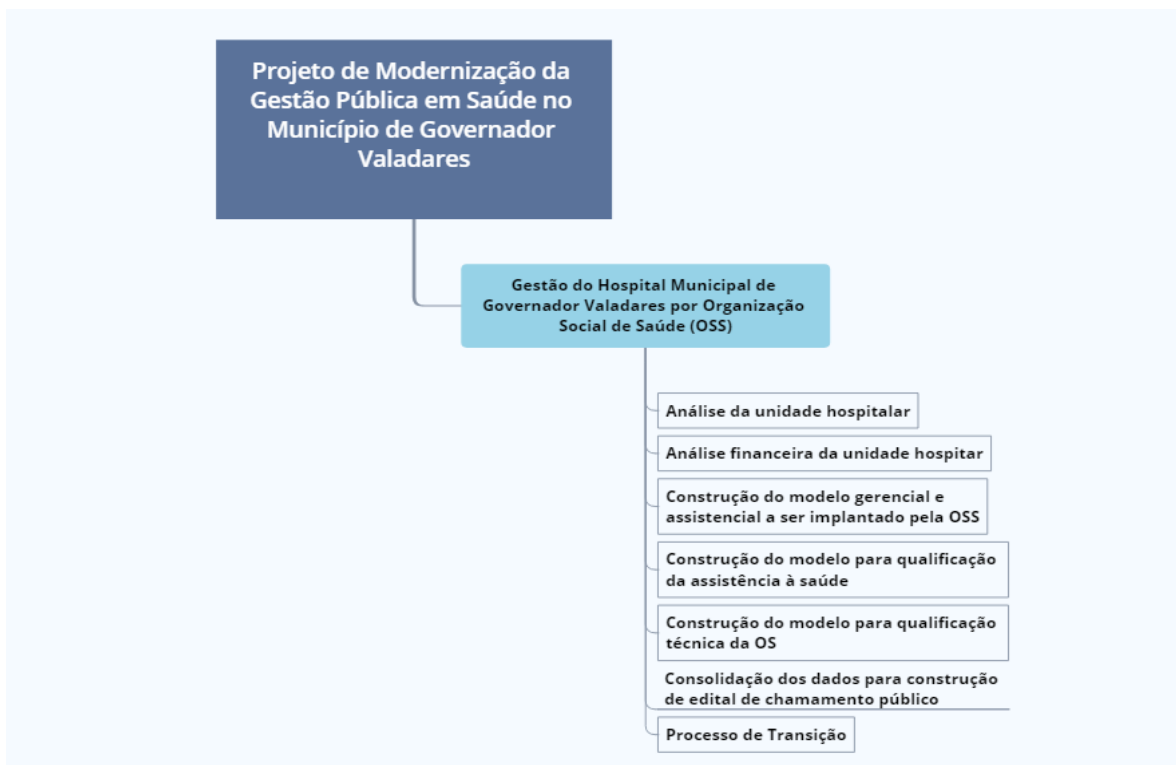 Projeto de Modernização da
Gestão Pública em Saúde no
Município de Governador
Valadares
Gestão do Hospital Municipal de
Governador Valadares por Organização
Social de Saúde (OSS)
Análise da unidade hospitalar
Análise financeira da unidade hospitar
Construção do modelo gerencial e
assistencial a ser implantado pela OSS
Construção do modelo para qualificação
da assistência à saúde
Construção do modelo para qualificação
técnica da OS
Consolidação dos dados para construção
de edital de chamamento público
Processo de Transição